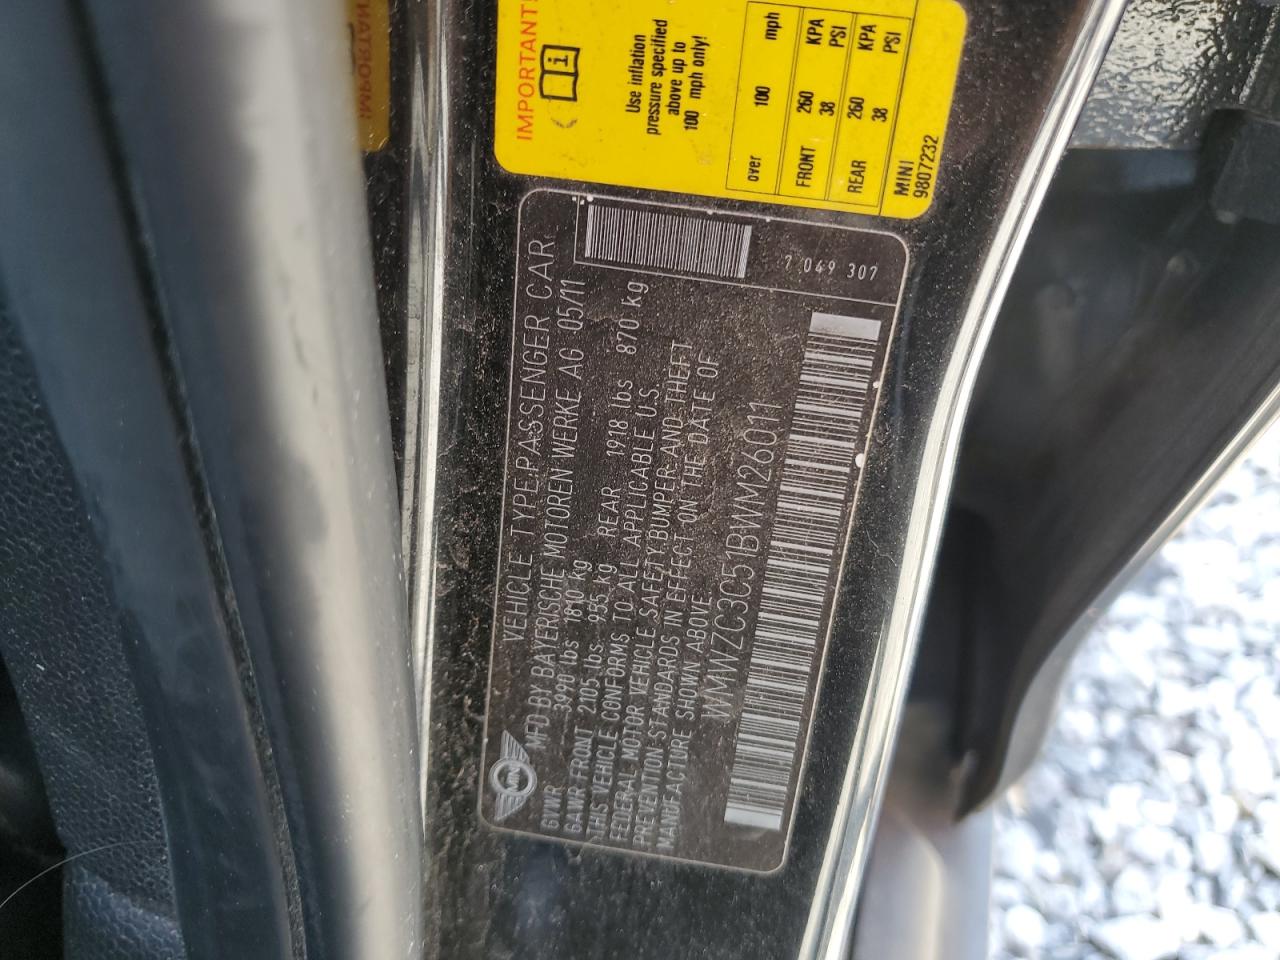 IMPORTANT
Use inflation
pressure specified
above up to
100 mph only!
over 100 mph
FRONT 260 KPA
38 PSI
REAR 260 KPA
38 PSI
MINI
9807232
7 049 307
VEHICLE TYPE:PASSENGER CAR
MFD BY BAYERISCHE MOTOREN WERKE AG 05/11
GVWR 3990 lbs 1810 kg
GAWR-FRONT 2105 lbs 955 kg REAR 1918 lbs 870 kg
THIS VEHICLE CONFORMS TO ALL APPLICABLE U.S.
FEDERAL MOTOR VEHICLE SAFETY,BUMPER AND THEFT
PREVENTION STANDARDS IN EFFECT ON THE DATE OF
MANUFACTURE SHOWN ABOVE.
WMWZC3C51BWM26011
MINI